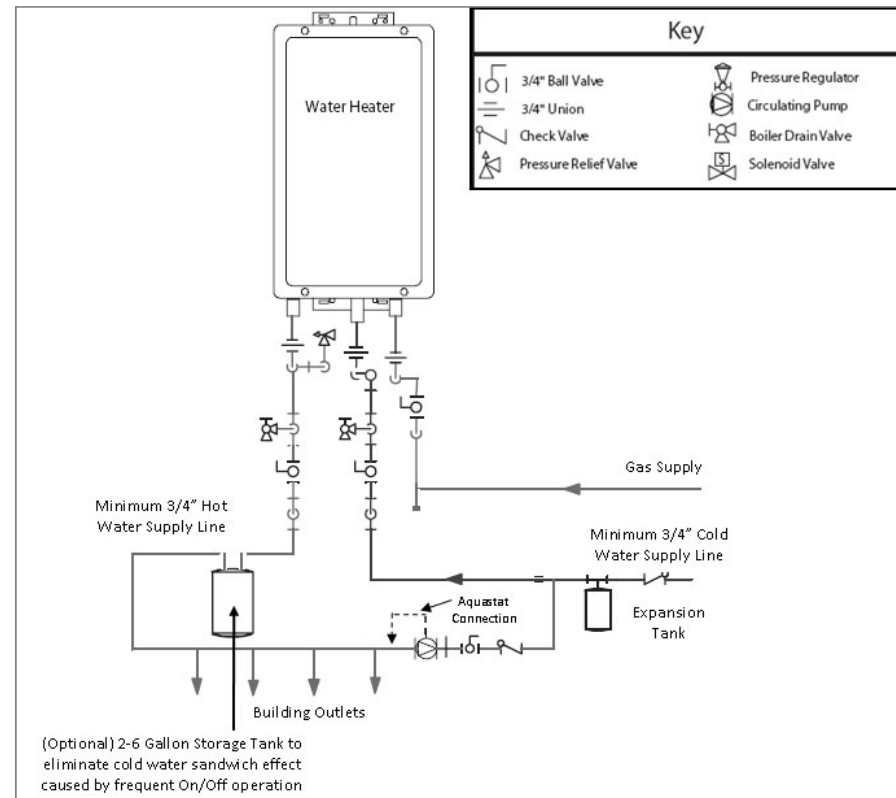 Key
3/4" Ball Valve
3/4" Union
Check Valve
Pressure Relief Valve
Pressure Regulator
Circulating Pump
Boiler Drain Valve
S
Solenoid Valve
Water Heater
Gas Supply
Minimum 3/4" Hot
Water Supply Line
Minimum 3/4" Cold
Water Supply Line
Aquastat
Connection
Expansion
Tank
Building Outlets
(Optional) 2-6 Gallon Storage Tank to
eliminate cold water sandwich effect
caused by frequent On/Off operation